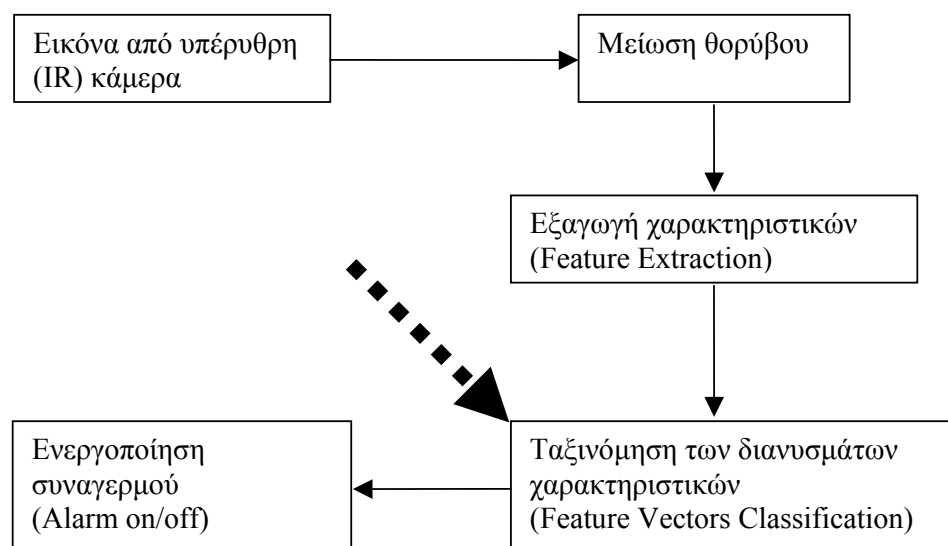 Εικόνα από υπέρυθρη
(IR) κάμερα
Μείωση θορύβου
Εξαγωγή χαρακτηριστικών
(Feature Extraction)
Ταξινόμηση των διανυσμάτων
χαρακτηριστικών
(Feature Vectors Classification)
Ενεργοποίηση
συναγερμού
(Alarm on/off)